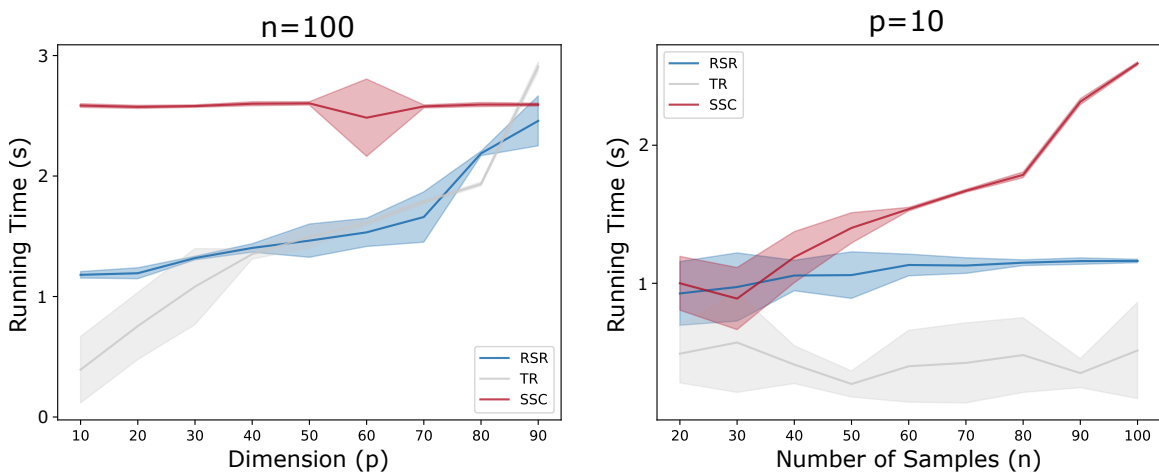 n=100
Running Time (s)
3
2
1
0
RSR
TR
SSC
10 20 30 40 50 60 70 80 90
Dimension (p)
p=10
Running Time (s)
2
1
RSR
TR
SSC
20 30 40 50 60 70 80 90 100
Number of Samples (n)